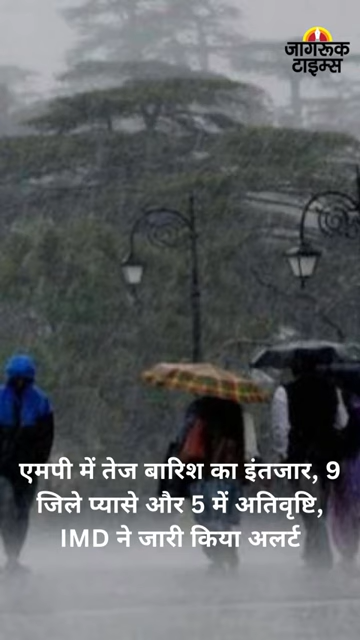 जागरूक
टाइम्स
एमपी में तेज बारिश का इंतजार, 9
जिले प्यासे और 5 में अतिवृष्टि,
IMD ने जारी किया अलर्ट